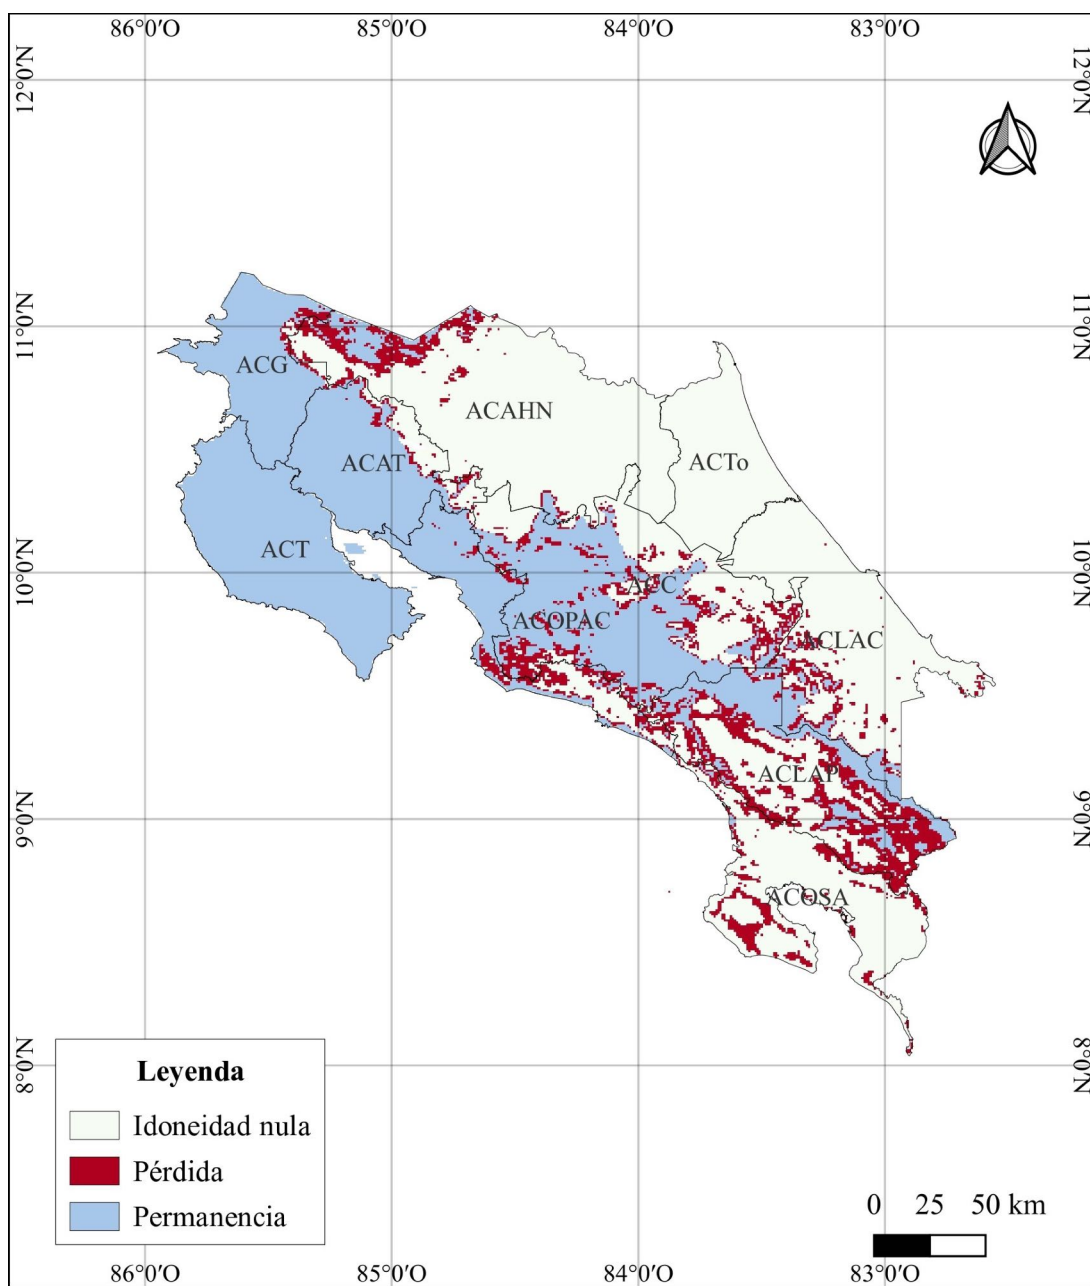 86°0′O 85°0′O 84°0′O 83°0′O
12°0′N 12°0′N
11°0′N 11°0′N
ACG
ACAHN
ACAT
ACTo
ACT
10°0′N 10°0′N
ACC
ACOPAC
ACLAC
ACLAP
9°0′N 9°0′N
ACOSA
8°0′N 8°0′N
Leyenda
Idoneidad nula
Pérdida
Permanencia
0 25 50 km
86°0′O 85°0′O 84°0′O 83°0′O